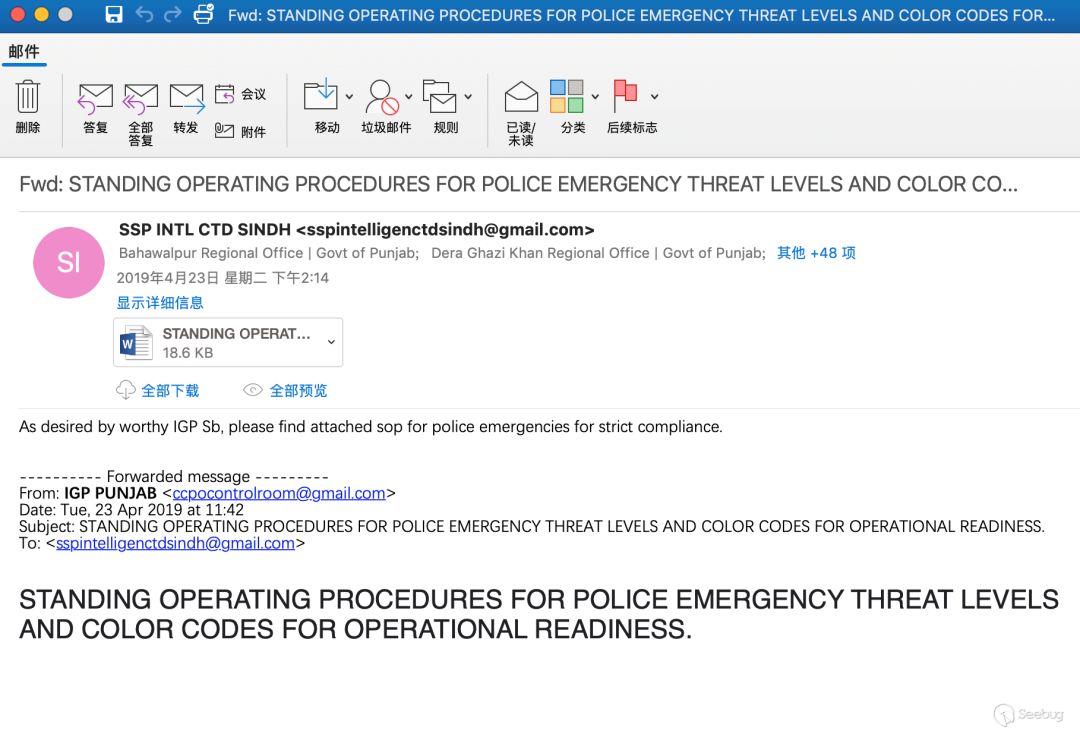 Fwd: STANDING OPERATING PROCEDURES FOR POLICE EMERGENCY THREAT LEVELS AND COLOR CODES FOR...
邮件
删除
答复
全部
答复
转发
会议
附件
移动
垃圾邮件
规则
已读/
未读
分类
后续标志
Fwd: STANDING OPERATING PROCEDURES FOR POLICE EMERGENCY THREAT LEVELS AND COLOR CO...
SI
SSP INTL CTD SINDH <sspintelligenctdsindh@gmail.com>
Bahawalpur Regional Office | Govt of Punjab; Dera Ghazi Khan Regional Office | Govt of Punjab; 其他 +48 项
2019年4月23日 星期二 下午2:14
显示详细信息
W
STANDING OPERAT...
18.6 KB
全部下载 全部预览
As desired by worthy IGP Sb, please find attached sop for police emergencies for strict compliance.
---------- Forwarded message ---------
From: IGP PUNJAB <ccpocontrolroom@gmail.com>
Date: Tue, 23 Apr 2019 at 11:42
Subject: STANDING OPERATING PROCEDURES FOR POLICE EMERGENCY THREAT LEVELS AND COLOR CODES FOR OPERATIONAL READINESS.
To: <sspintelligenctdsindh@gmail.com>
STANDING OPERATING PROCEDURES FOR POLICE EMERGENCY THREAT LEVELS
AND COLOR CODES FOR OPERATIONAL READINESS.
Seebug